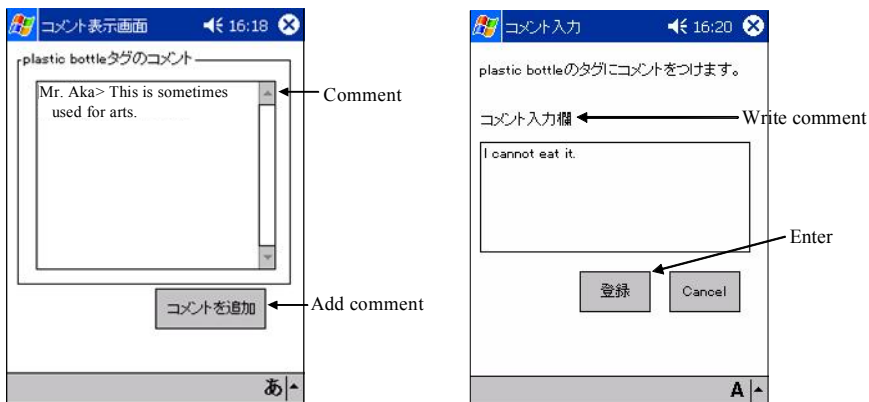 コメント表示画面 16:18
plastic bottleタグのコメント
Mr. Aka> This is sometimes
used for arts.
Comment
コメントを追加
Add comment
あ
コメント入力 16:20
plastic bottleのタグにコメントをつけます。
コメント入力欄
Write comment
I cannot eat it.
Enter
登録 Cancel
A